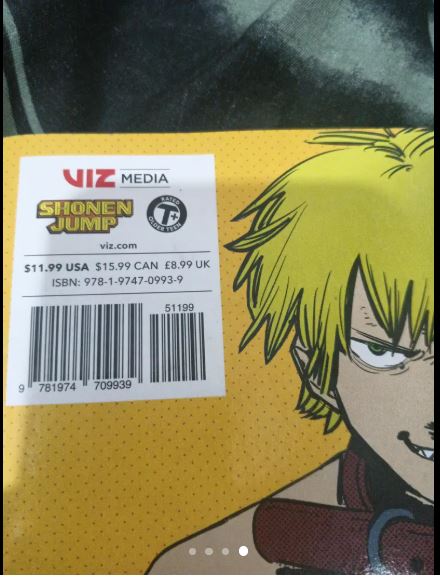 VIZ MEDIA
SHONEN
JUMP
RATED
T+
OLDER TEEN
viz.com
$11.99 USA $15.99 CAN £8.99 UK
ISBN: 978-1-9747-0993-9
51199
9 781974 709939